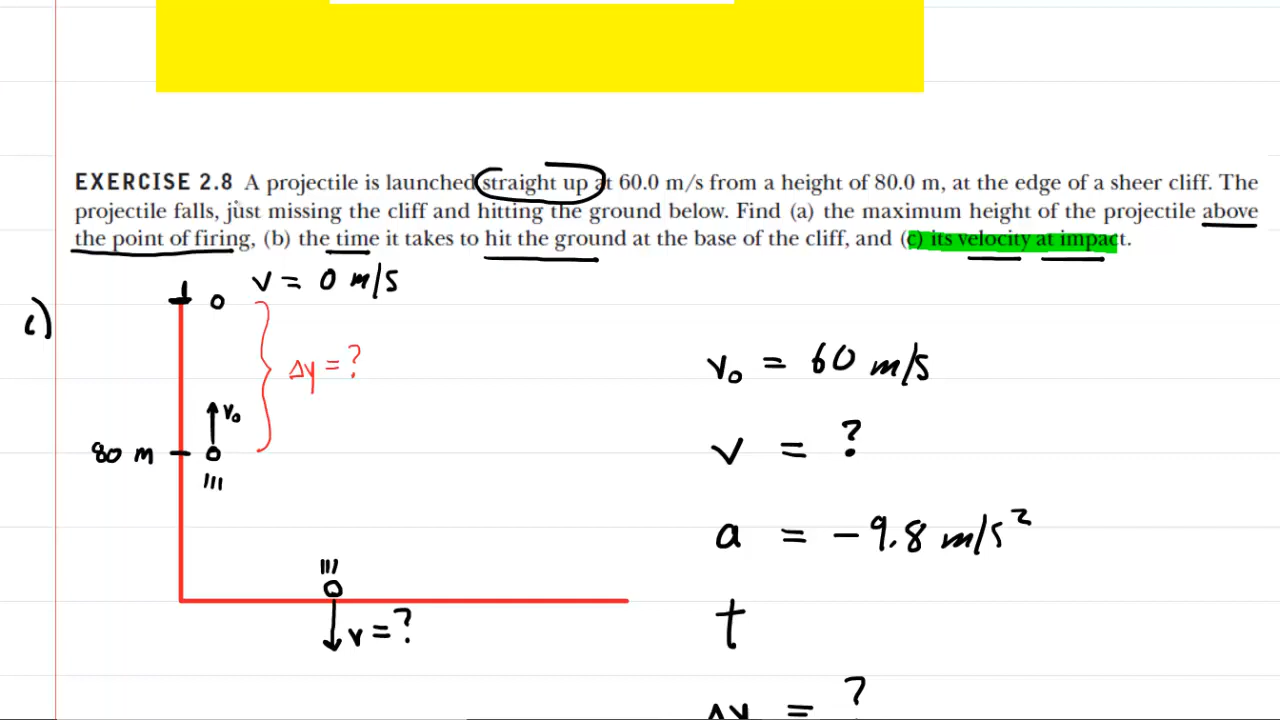 EXERCISE 2.8 A projectile is launched straight up at 60.0 m/s from a height of 80.0 m, at the edge of a sheer cliff. The
projectile falls, just missing the cliff and hitting the ground below. Find (a) the maximum height of the projectile above
the point of firing, (b) the time it takes to hit the ground at the base of the cliff, and (c) its velocity at impact.
v = 0 m/s
c)
Δy = ?
v₀ = 60 m/s
v₀
80 m
v = ?
a = -9.8 m/s²
t
v = ?
Δy = ?